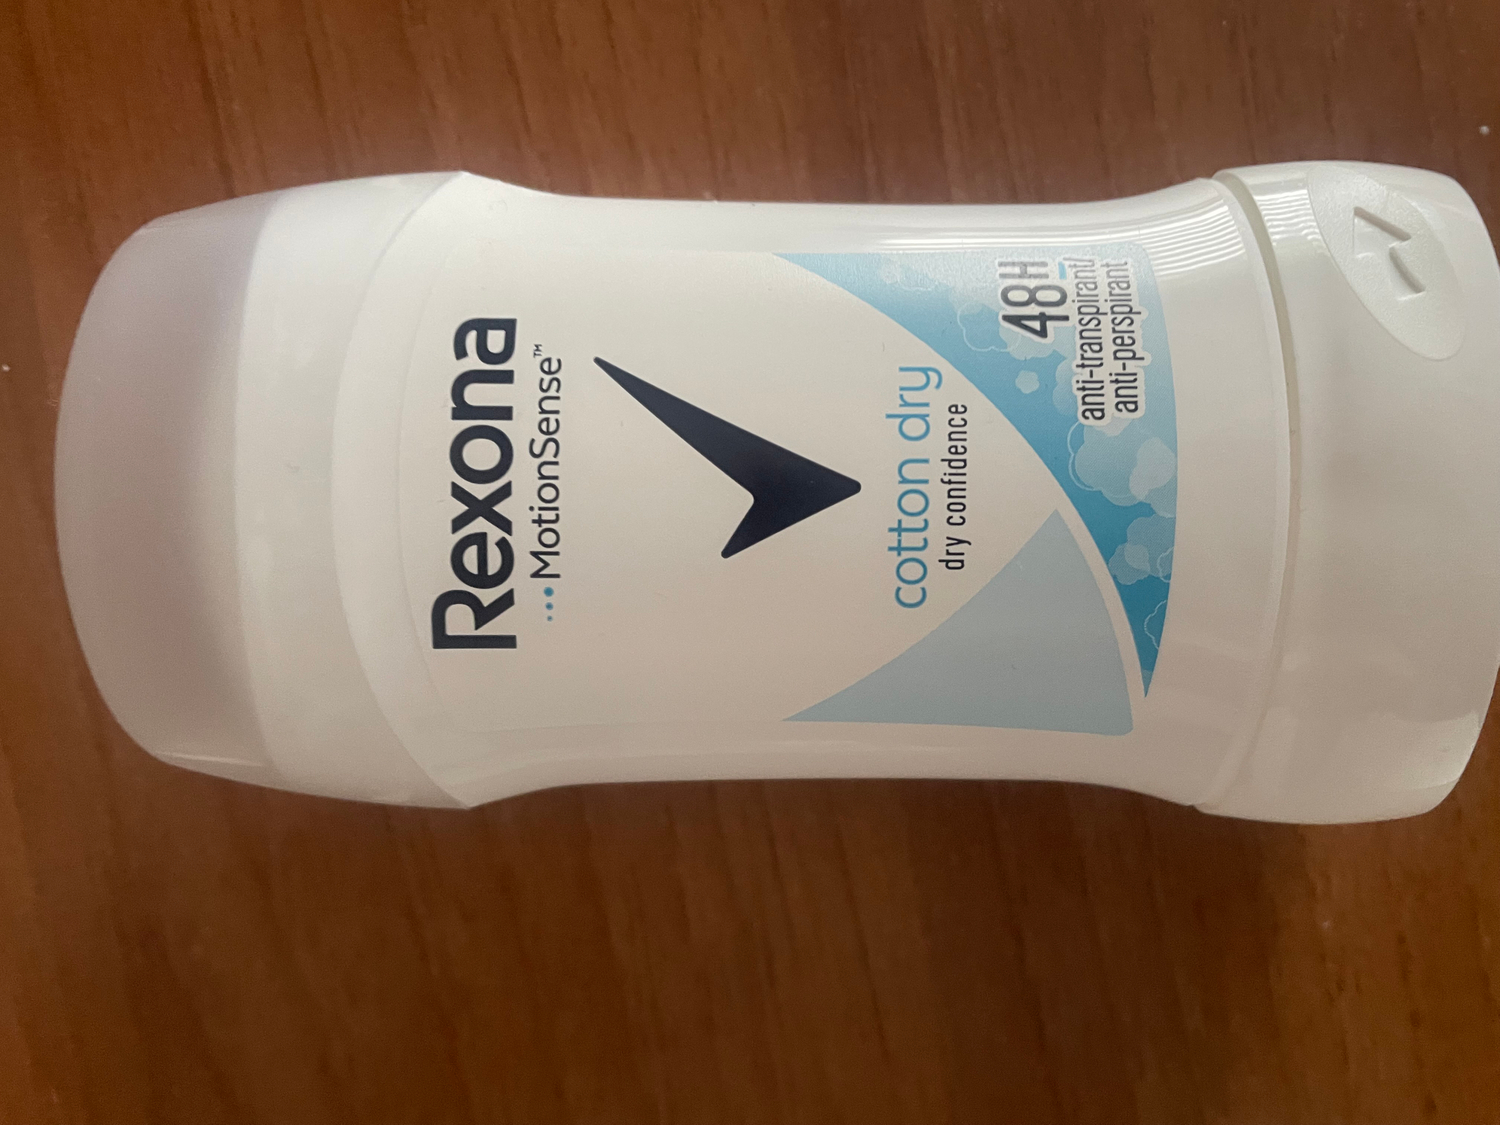 Rexona
MotionSense™
cotton dry
dry confidence
48H
anti-transpirant/
anti-perspirant